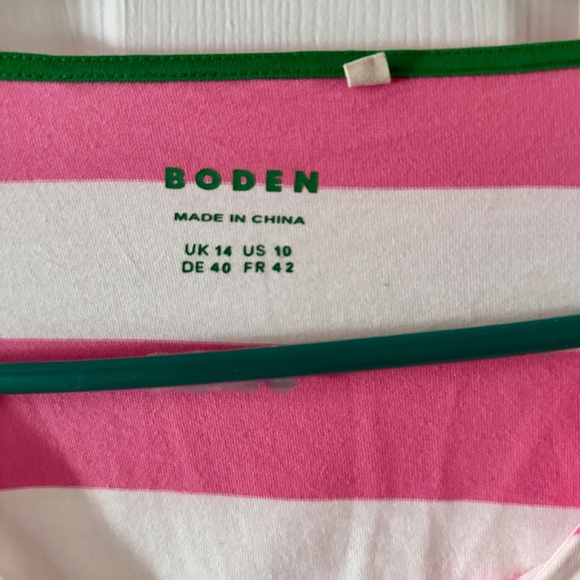 BODEN
MADE IN CHINA
UK 14 US 10
DE 40 FR 42